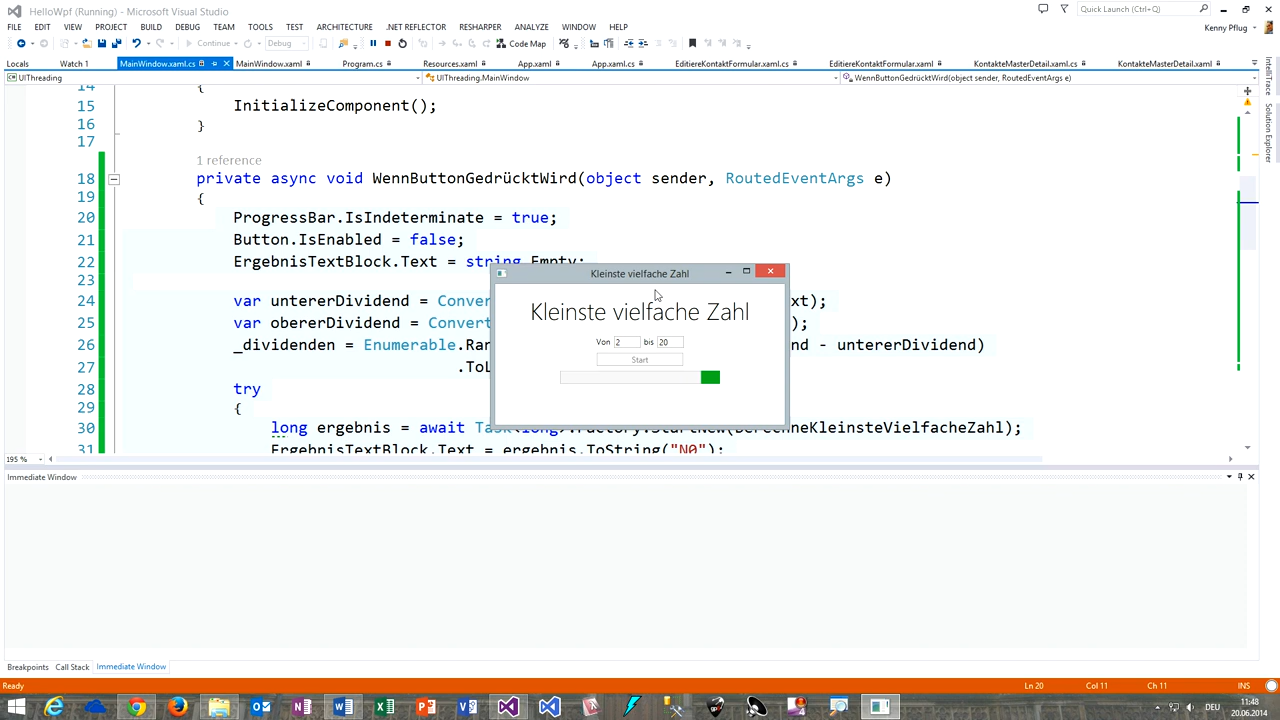 HelloWpf (Running) - Microsoft Visual Studio
Quick Launch (Ctrl+Q)
FILE EDIT VIEW PROJECT BUILD DEBUG TEAM TOOLS TEST ARCHITECTURE .NET REFLECTOR RESHARPER ANALYZE WINDOW HELP
Kenny Pflug
Continue Debug Code Map
Locals Watch 1 MainWindow.xaml.cs MainWindow.xaml Program.cs Resources.xaml App.xaml App.xaml.cs EditiereKontaktFormular.xaml.cs EditiereKontaktFormular.xaml KontakteMasterDetail.xaml.cs KontakteMasterDetail.xaml
UIThreading UIThreading.MainWindow WennButtonGedrücktWird(object sender, RoutedEventArgs e)
IntelliTrace
Solution Explorer
14 {
15 InitializeComponent();
16 }
17
1 reference
18 private async void WennButtonGedrücktWird(object sender, RoutedEventArgs e)
19 {
20 ProgressBar.IsIndeterminate = true;
21 Button.IsEnabled = false;
22 ErgebnisTextBlock.Text = string.Empty;
23
24 var untererDividend = Conver xt);
25 var obererDividend = Convert );
26 _dividenden = Enumerable.Ran nd - untererDividend)
27 .ToL
28 try
29 {
30 long ergebnis = await Task<long>.Factory.StartNew(BerechneKleinsteVielfacheZahl);
31 ErgebnisTextBlock.Text = ergebnis.ToString("N0");
Kleinste vielfache Zahl
Kleinste vielfache Zahl
Von 2 bis 20
Start
195 %
Immediate Window
Breakpoints Call Stack Immediate Window
Ready Ln 20 Col 11 Ch 11 INS
DEU 11:48
20.06.2014